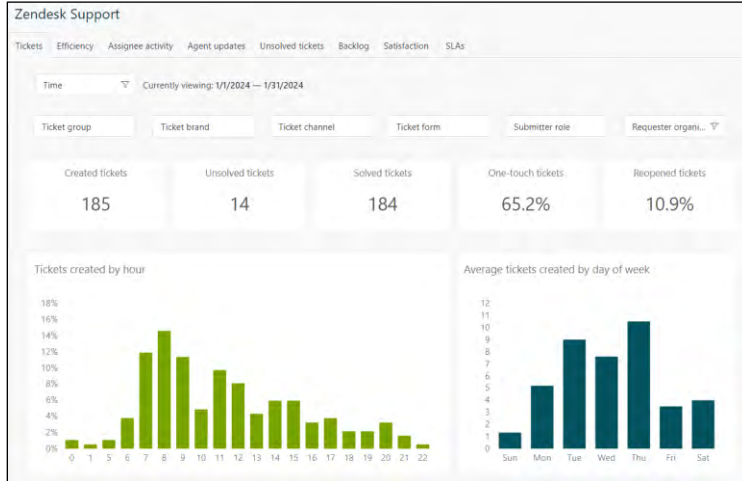 Zendesk Support
Tickets Efficiency Assignee activity Agent updates Unsolved tickets Backlog Satisfaction SLAs
Time Currently viewing: 1/1/2024 — 1/31/2024
Ticket group Ticket brand Ticket channel Ticket form Submitter role Requester organi...
Created tickets Unsolved tickets Solved tickets One-touch tickets Reopened tickets
185 14 184 65.2% 10.9%
Tickets created by hour
18%
16%
14%
12%
10%
8%
6%
4%
2%
0%
0 1 5 6 7 8 9 10 11 12 13 14 15 16 17 18 19 20 21 22
Average tickets created by day of week
12
11
10
9
8
7
6
5
4
3
2
1
0
Sun Mon Tue Wed Thu Fri Sat